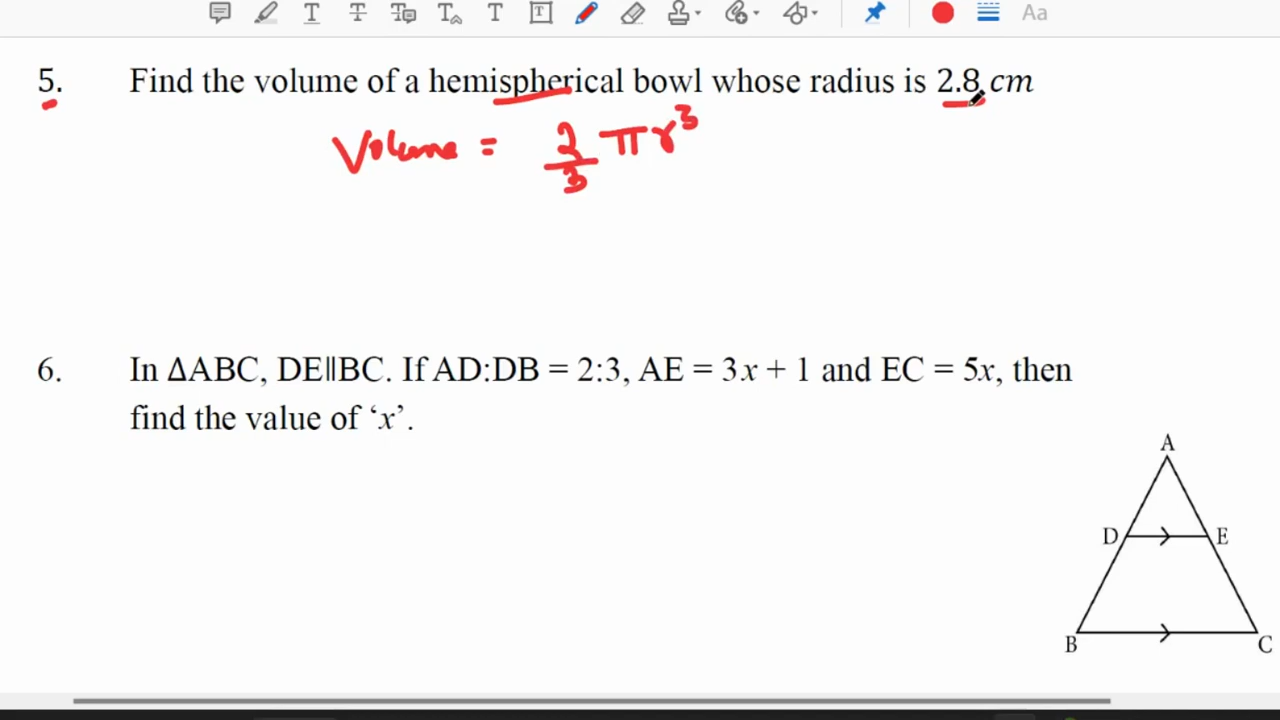 T T T T T T Aa
5. Find the volume of a hemispherical bowl whose radius is 2.8 cm
Volume = 2/3 πr³
6. In ΔABC, DE∥BC. If AD:DB = 2:3, AE = 3x + 1 and EC = 5x, then
find the value of ‘x’.
A
D E
B C